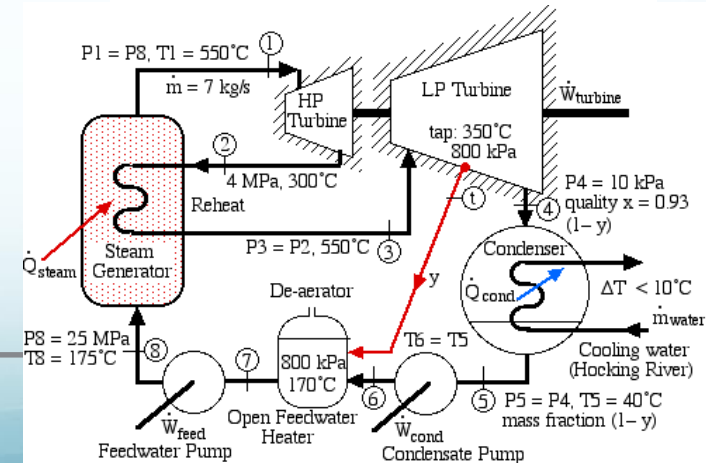 P1 = P8, T1 = 550°C
①
ṁ = 7 kg/s
HP
Turbine
LP Turbine
Ẇturbine
tap: 350°C
800 kPa
②
4 MPa, 300°C
Reheat
ⓣ
④
P4 = 10 kPa
quality x = 0.93
(1– y)
P3 = P2, 550°C
③
Steam
Generator
Q̇steam
Condenser
Q̇cond
ΔT < 10°C
ṁwater
Cooling water
(Hocking River)
De-aerator
y
P8 = 25 MPa
T8 = 175°C
⑧
⑦
800 kPa
170°C
T6 = T5
⑥
⑤
P5 = P4, T5 = 40°C
mass fraction (1– y)
Ẇfeed
Feedwater Pump
Open Feedwater
Heater
Ẇcond
Condensate Pump